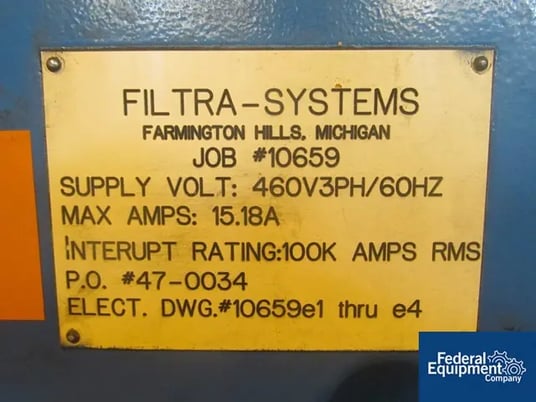 FILTRA-SYSTEMS
FARMINGTON HILLS, MICHIGAN
JOB #10659
SUPPLY VOLT: 460V3PH/60HZ
MAX AMPS: 15.18A
INTERUPT RATING:100K AMPS RMS
P.O. #47-0034
ELECT. DWG.#10659e1 thru e4
Federal
Equipment
Company